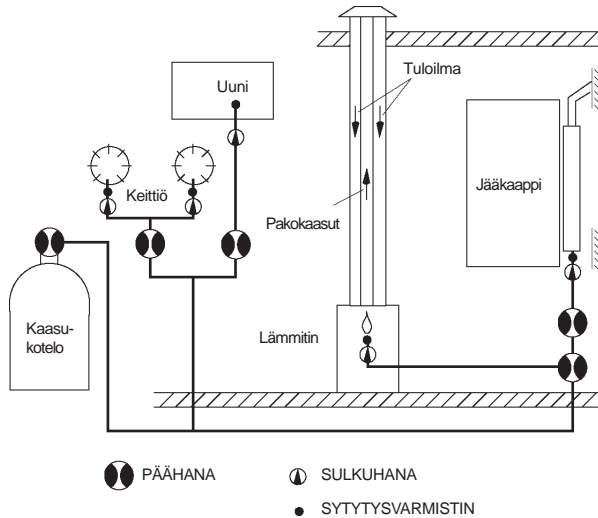 Tuloilma
Uuni
Jääkaappi
Keittiö
Pakokaasut
Kaasu-
kotelo
Lämmitin
PÄÄHANA
SULKUHANA
SYTYTYSVARMISTIN